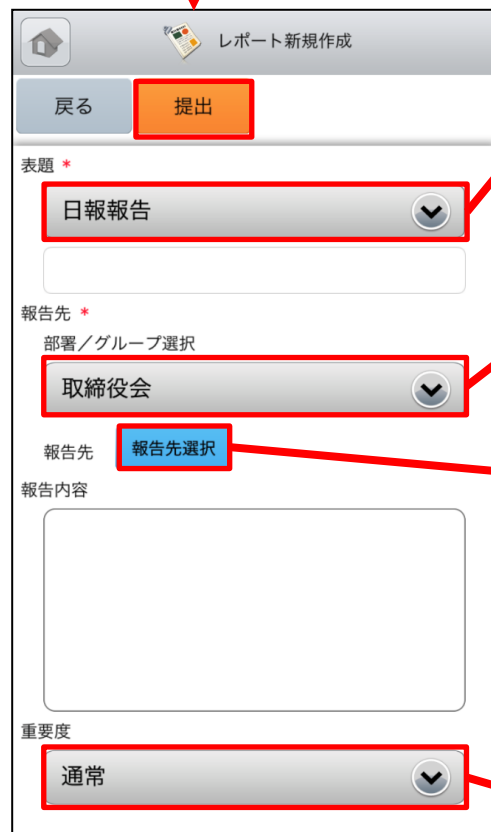 レポート新規作成
戻る 提出
表題 *
日報報告
報告先 *
部署／グループ選択
取締役会
報告先 報告先選択
報告内容
重要度
通常